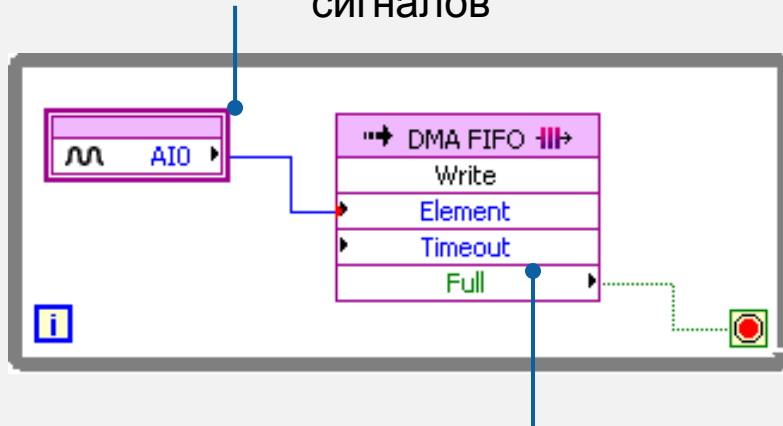 сигналов
AI0
DMA FIFO
Write
Element
Timeout
Full
i